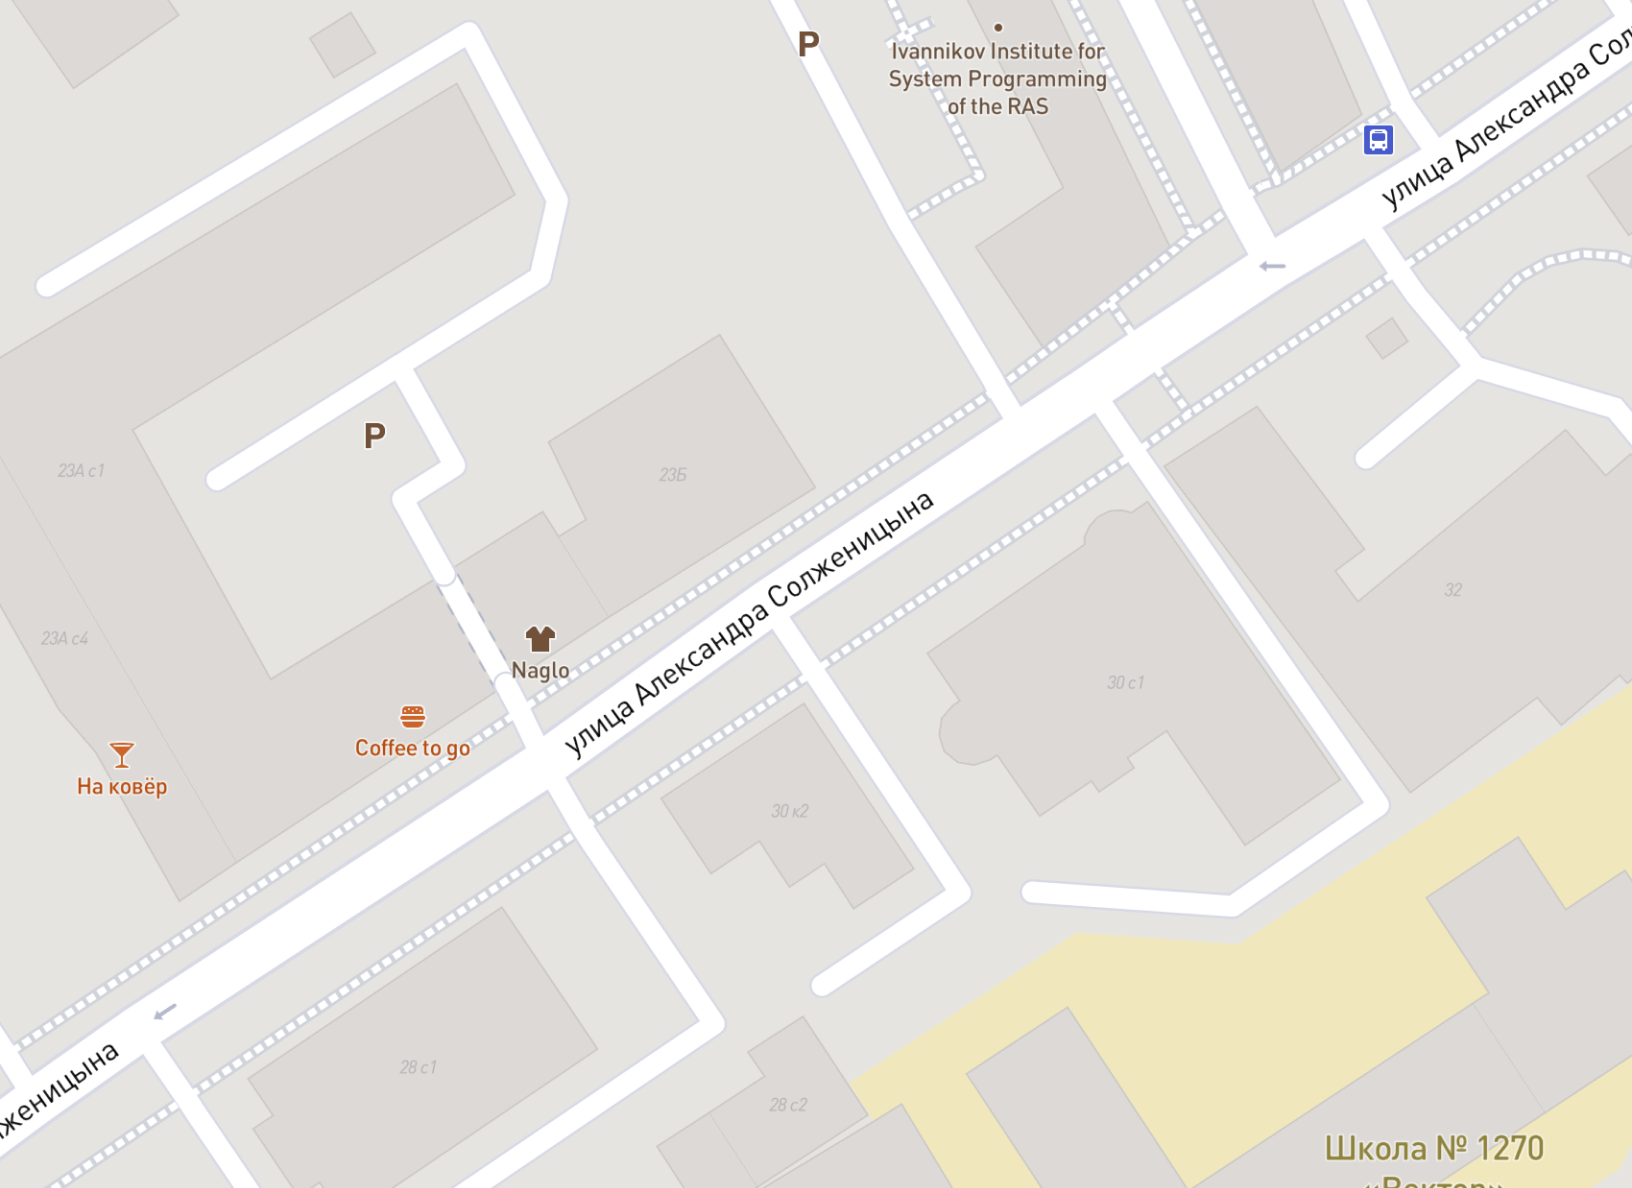 P
Ivannikov Institute for
System Programming
of the RAS
улица Александра Сол
P
23А с1
23Б
улица Александра Солженицына
32
23А с4
Naglo
30 с1
Coffee to go
На ковёр
30 к2
женицына
28 с1
28 с2
Школа № 1270
«Вектор»